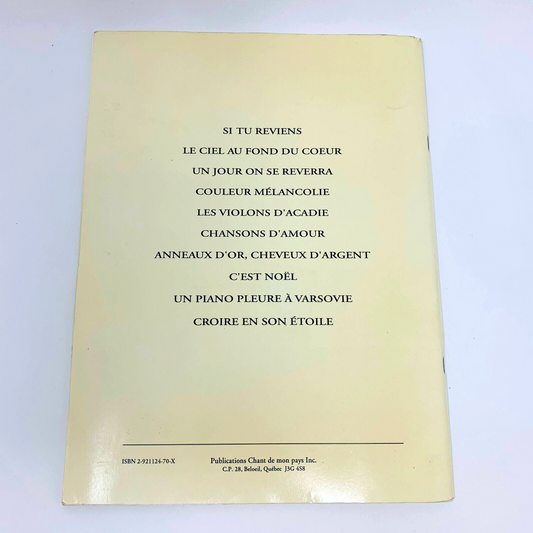 SI TU REVIENS
LE CIEL AU FOND DU COEUR
UN JOUR ON SE REVERRA
COULEUR MÉLANCOLIE
LES VIOLONS D'ACADIE
CHANSONS D'AMOUR
ANNEAUX D'OR, CHEVEUX D'ARGENT
C'EST NOËL
UN PIANO PLEURE À VARSOVIE
CROIRE EN SON ÉTOILE
ISBN 2-921124-70-X
Publications Chant de mon pays Inc.
C.P. 28, Beloeil, Québec J3G 4S8